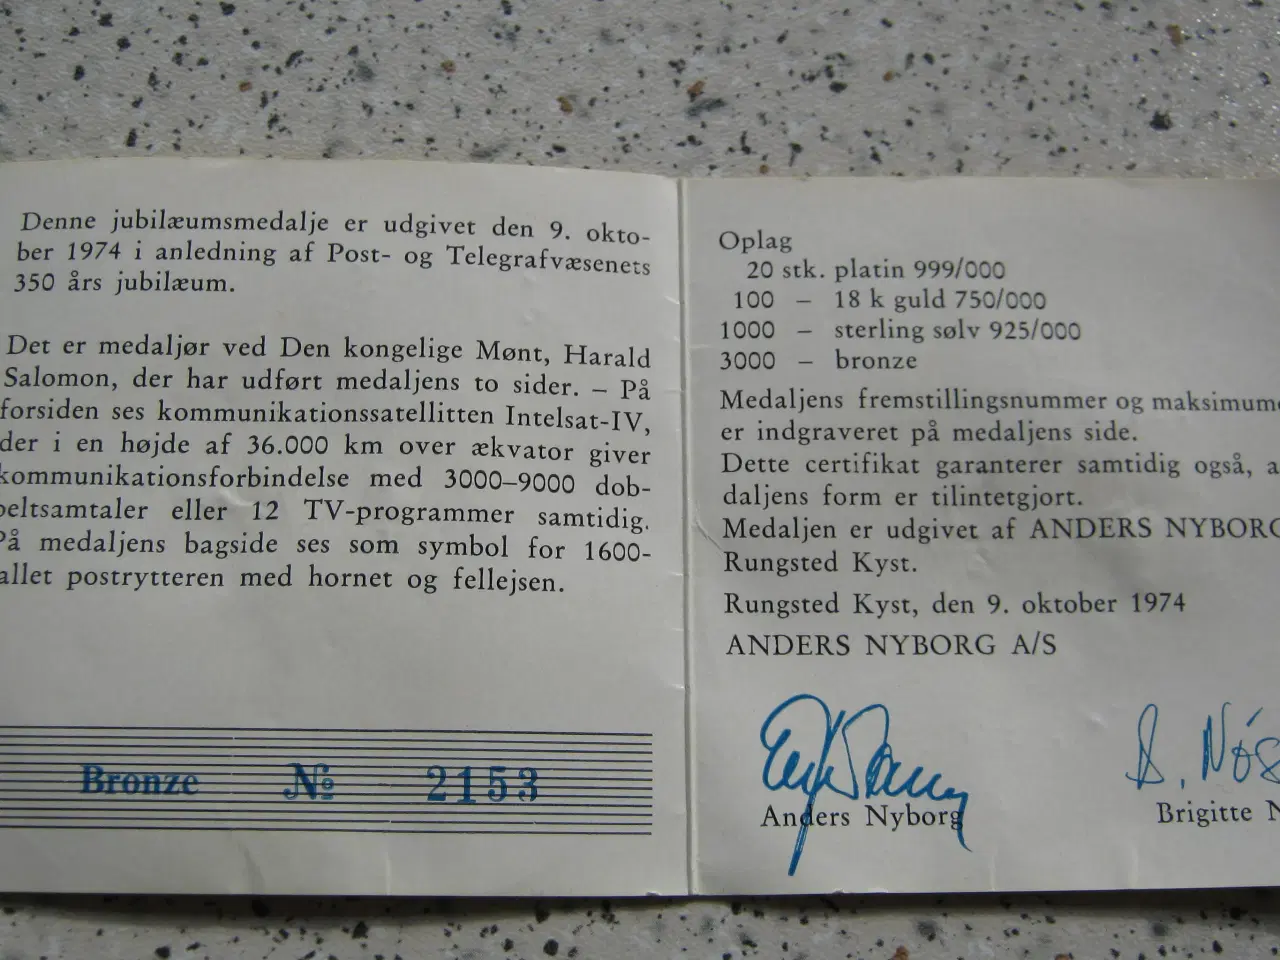 Denne jubilæumsmedalje er udgivet den 9. okto-
ber 1974 i anledning af Post- og Telegrafvæsenets
350 års jubilæum.
Det er medaljør ved Den kongelige Mønt, Harald
Salomon, der har udført medaljens to sider. – På
forsiden ses kommunikationssatellitten Intelsat-IV,
der i en højde af 36.000 km over ækvator giver
kommunikationsforbindelse med 3000–9000 dob-
beltsamtaler eller 12 TV-programmer samtidig.
På medaljens bagside ses som symbol for 1600-
allet postrytteren med hornet og fellejsen.
Bronze № 2153
Oplag
20 stk. platin 999/000
100 – 18 k guld 750/000
1000 – sterling sølv 925/000
3000 – bronze
Medaljens fremstillingsnummer og maksimum
er indgraveret på medaljens side.
Dette certifikat garanterer samtidig også, a
daljens form er tilintetgjort.
Medaljen er udgivet af ANDERS NYBORG
Rungsted Kyst.
Rungsted Kyst, den 9. oktober 1974
ANDERS NYBORG A/S
Anders Nyborg
B. Nø
Brigitte N